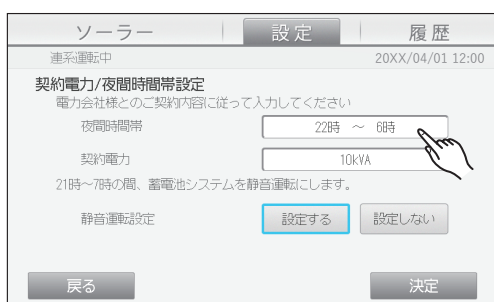 ソーラー 設定 履歴
連系運転中 20XX/04/01 12:00
契約電力/夜間時間帯設定
電力会社様とのご契約内容に従って入力してください
夜間時間帯 22時 ～ 6時
契約電力 10kVA
21時～7時の間、蓄電池システムを静音運転にします。
静音運転設定 設定する 設定しない
戻る 決定